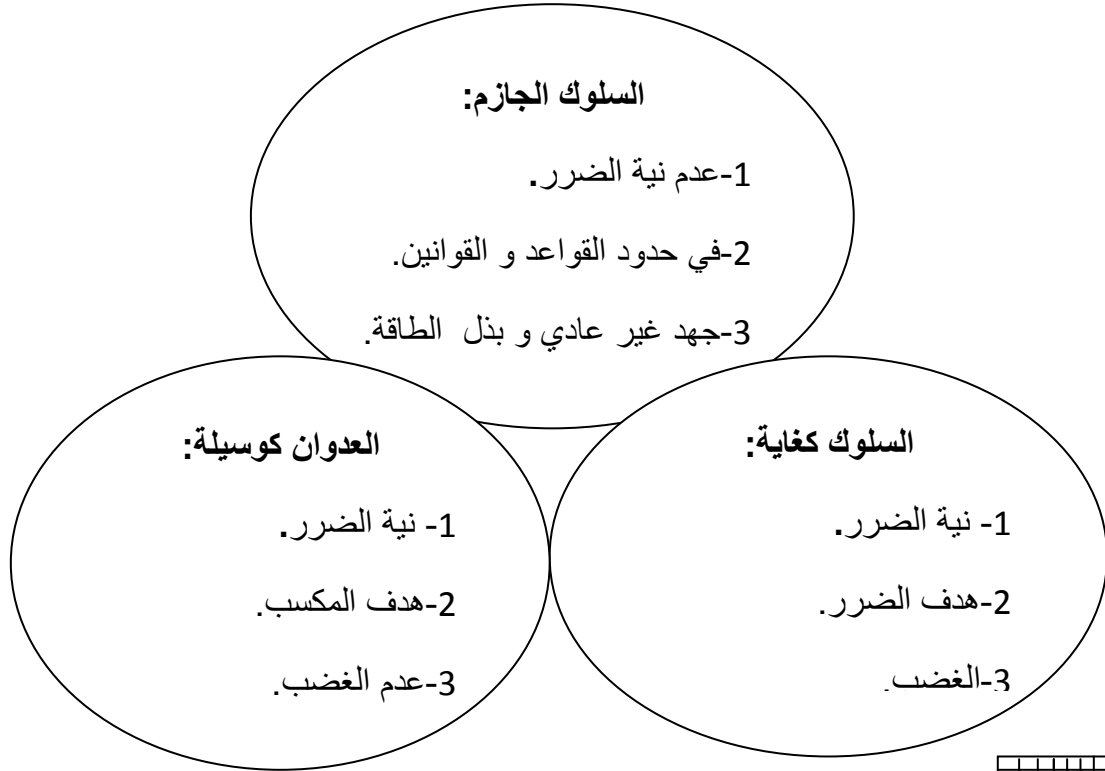 السلوك الجازم:
1-عدم نية الضرر.
2-في حدود القواعد و القوانين.
3-جهد غير عادي و بذل الطاقة.
السلوك كغاية:
1- نية الضرر.
2-هدف الضرر.
3-الغضب.
العدوان كوسيلة:
1- نية الضرر.
2-هدف المكسب.
3-عدم الغضب.